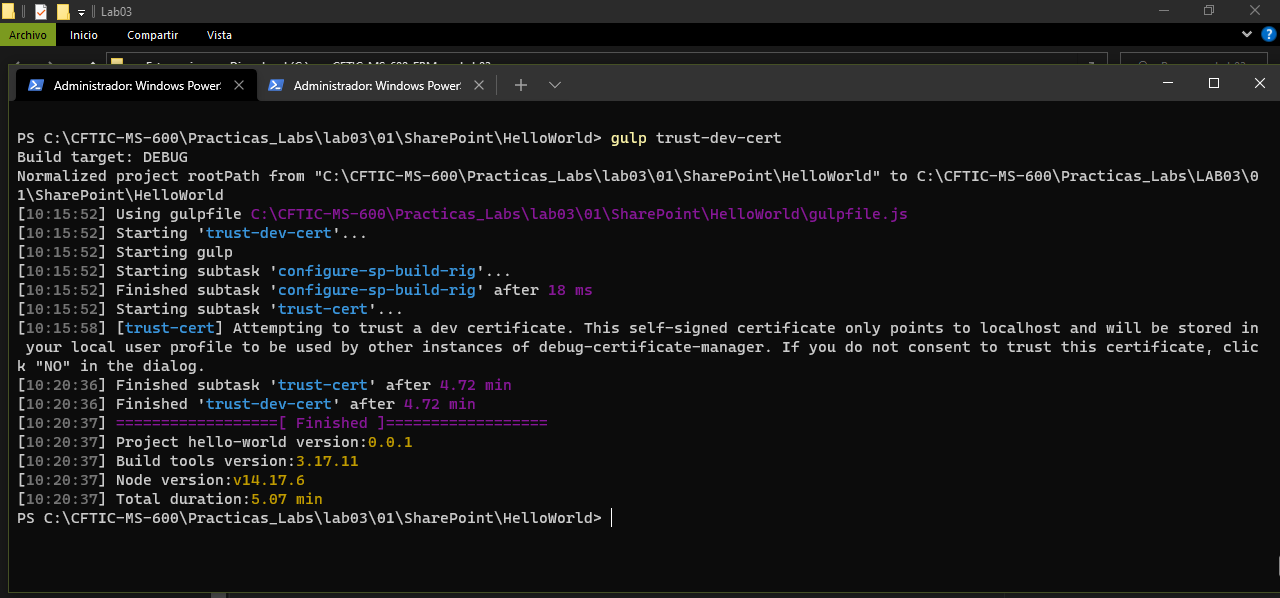 Lab03
Archivo Inicio Compartir Vista
Administrador: Windows Power Administrador: Windows Power
PS C:\CFTIC-MS-600\Practicas_Labs\lab03\01\SharePoint\HelloWorld> gulp trust-dev-cert
Build target: DEBUG
Normalized project rootPath from "C:\CFTIC-MS-600\Practicas_Labs\lab03\01\SharePoint\HelloWorld" to C:\CFTIC-MS-600\Practicas_Labs\LAB03\0
1\SharePoint\HelloWorld
[10:15:52] Using gulpfile C:\CFTIC-MS-600\Practicas_Labs\lab03\01\SharePoint\HelloWorld\gulpfile.js
[10:15:52] Starting 'trust-dev-cert'...
[10:15:52] Starting gulp
[10:15:52] Starting subtask 'configure-sp-build-rig'...
[10:15:52] Finished subtask 'configure-sp-build-rig' after 18 ms
[10:15:52] Starting subtask 'trust-cert'...
[10:15:58] [trust-cert] Attempting to trust a dev certificate. This self-signed certificate only points to localhost and will be stored in
your local user profile to be used by other instances of debug-certificate-manager. If you do not consent to trust this certificate, clic
k "NO" in the dialog.
[10:20:36] Finished subtask 'trust-cert' after 4.72 min
[10:20:36] Finished 'trust-dev-cert' after 4.72 min
[10:20:37] ==================[ Finished ]==================
[10:20:37] Project hello-world version:0.0.1
[10:20:37] Build tools version:3.17.11
[10:20:37] Node version:v14.17.6
[10:20:37] Total duration:5.07 min
PS C:\CFTIC-MS-600\Practicas_Labs\lab03\01\SharePoint\HelloWorld>